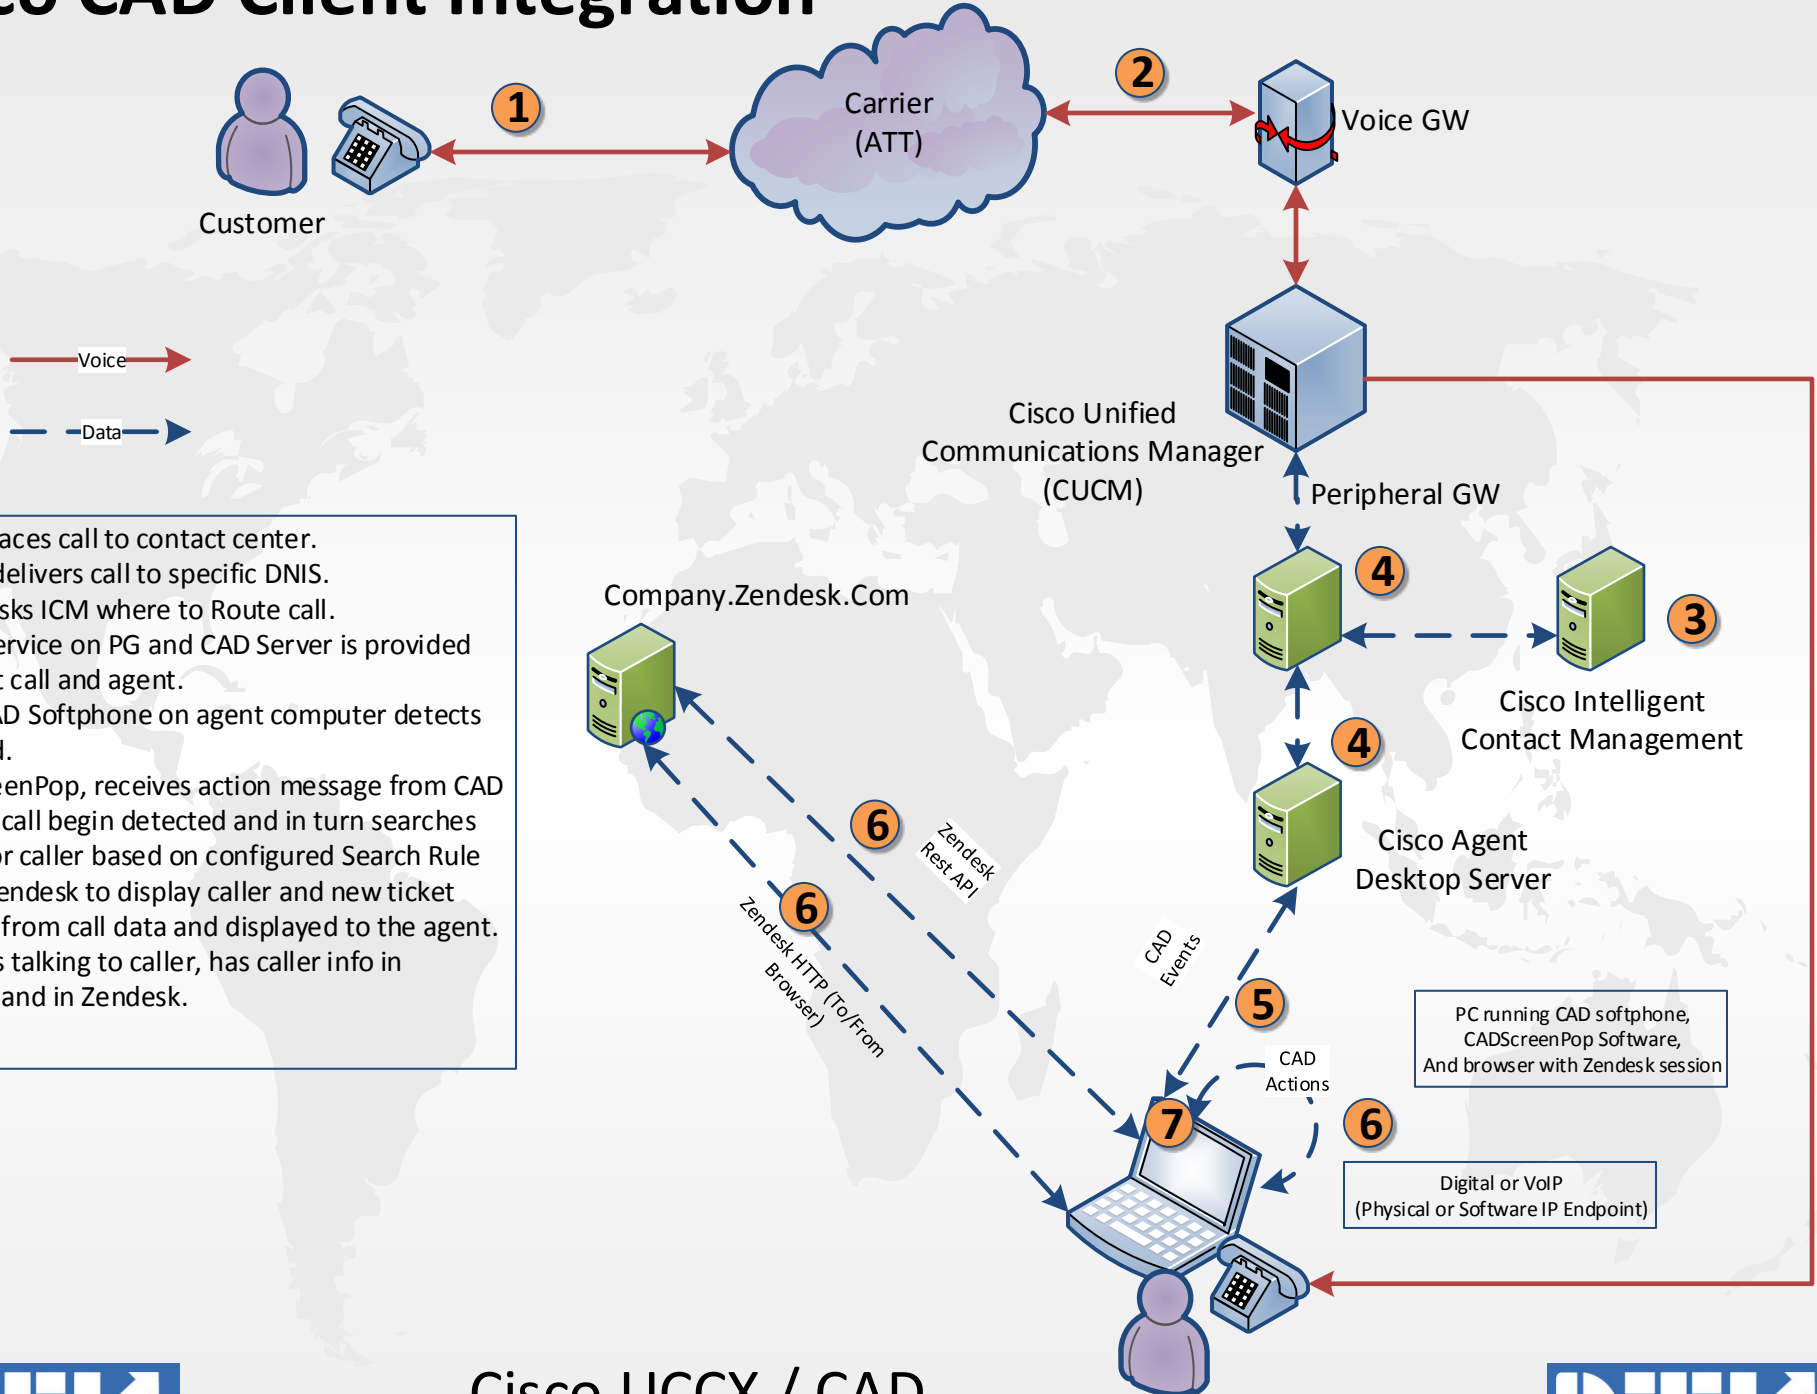 co CAD Client Integration
1
2
Carrier
(ATT)
Voice GW
Customer
Voice
Data
Cisco Unified
Communications Manager
(CUCM)
Peripheral GW
aces call to contact center.
delivers call to specific DNIS.
sks ICM where to Route call.
ervice on PG and CAD Server is provided
t call and agent.
AD Softphone on agent computer detects
d.
eenPop, receives action message from CAD
call begin detected and in turn searches
or caller based on configured Search Rule
endesk to display caller and new ticket
from call data and displayed to the agent.
s talking to caller, has caller info in
and in Zendesk.
Company.Zendesk.Com
4
3
Cisco Intelligent
Contact Management
4
Cisco Agent
Desktop Server
6
Zendesk
Rest API
6
Zendesk HTTP (To/From
Browser)
CAD
Events
5
PC running CAD softphone,
CADScreenPop Software,
And browser with Zendesk session
CAD
Actions
7
6
Digital or VoIP
(Physical or Software IP Endpoint)
Cisco UCCX / CAD